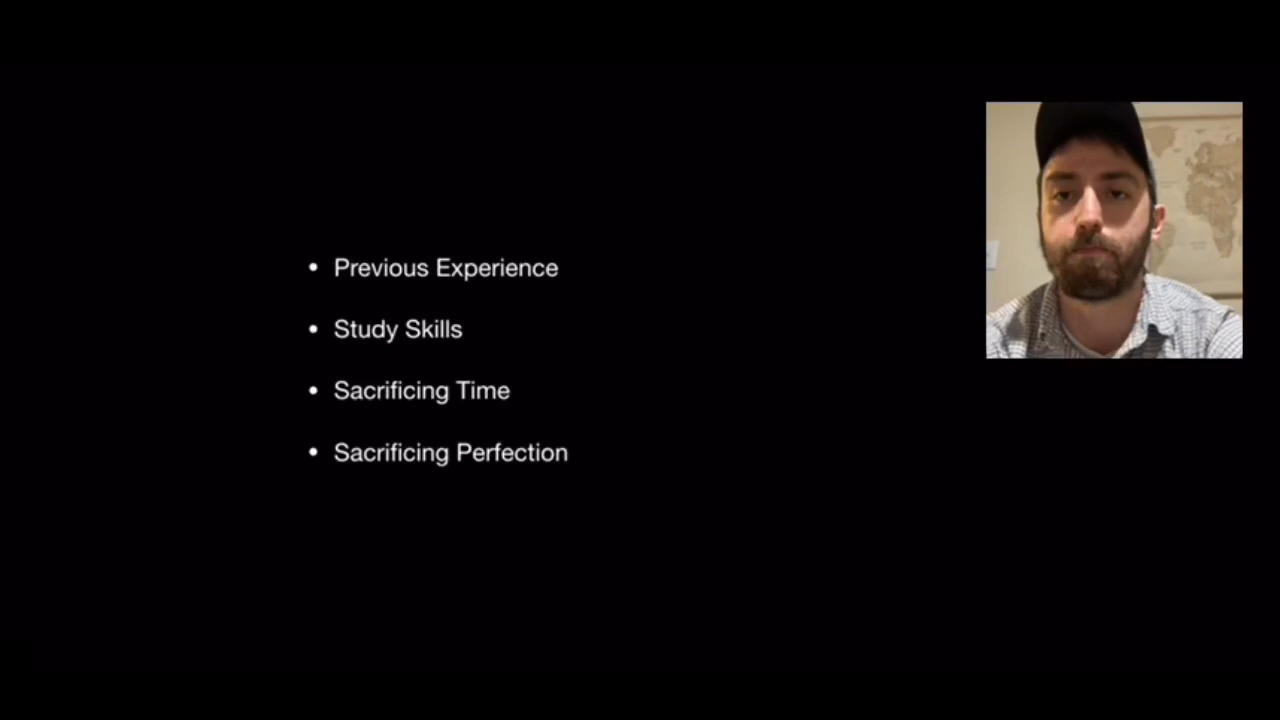 • Previous Experience
• Study Skills
• Sacrificing Time
• Sacrificing Perfection